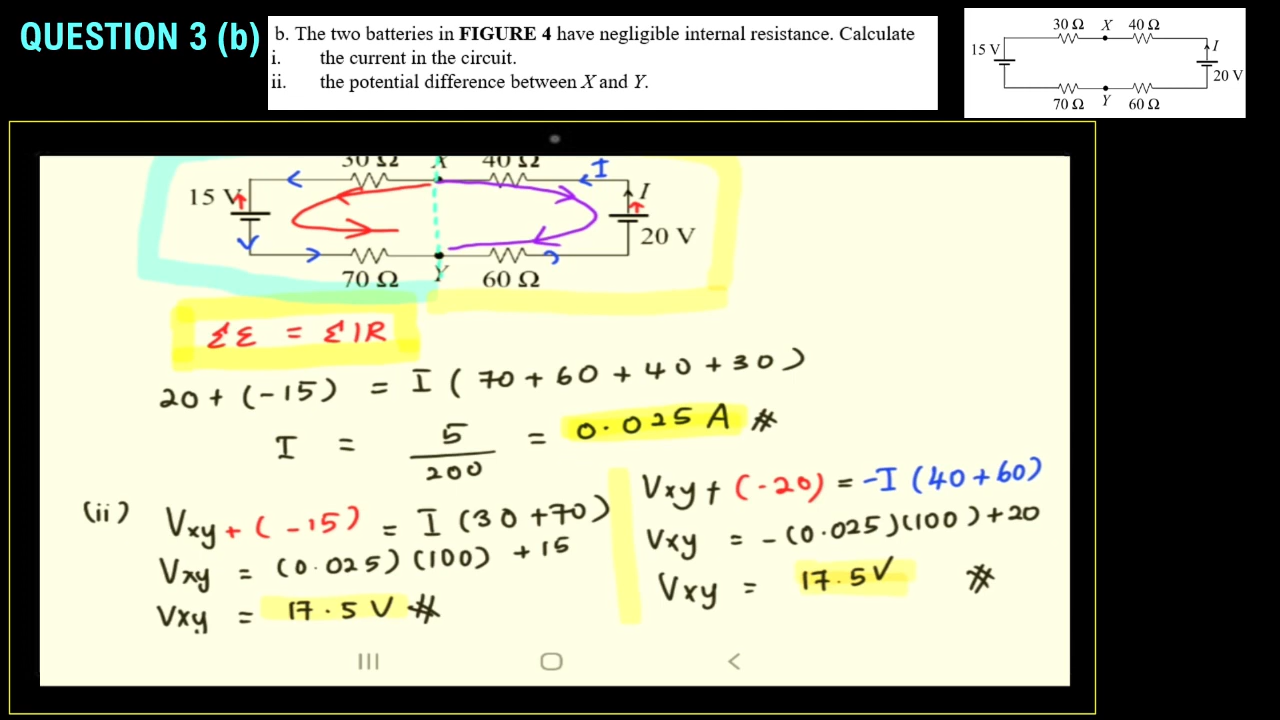 QUESTION 3 (b)
b. The two batteries in FIGURE 4 have negligible internal resistance. Calculate
i. the current in the circuit.
ii. the potential difference between X and Y.
30 Ω X 40 Ω
15 V
I
20 V
70 Ω Y 60 Ω
30 Ω X 40 Ω
I
15 V
I
20 V
70 Ω Y 60 Ω
Σε = ΣIR
20 + (-15) = I ( 70 + 60 + 40 + 30 )
I = 5/200 = 0.025 A #
(ii) Vxy + ( -15 ) = I (30 +70)
Vxy = (0.025) (100) + 15
Vxy = 17.5 V #
Vxy + (-20) = -I (40+60)
Vxy = -(0.025)(100)+20
Vxy = 17.5V #